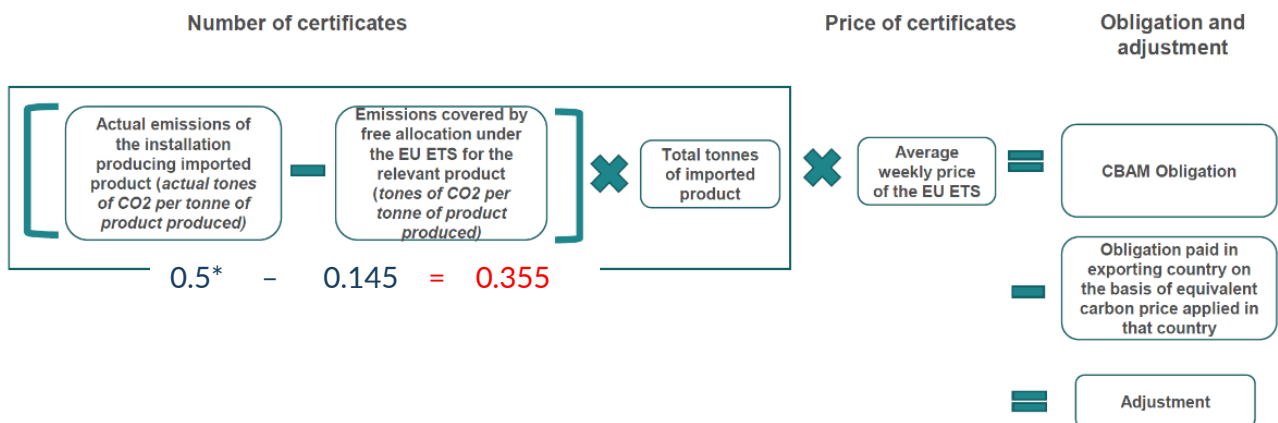 Number of certificates
Price of certificates
Obligation and
adjustment
Actual emissions of
the installation
producing imported
product (actual tones
of CO2 per tonne of
product produced)
Emissions covered by
free allocation under
the EU ETS for the
relevant product
(tones of CO2 per
tonne of product
produced)
Total tonnes
of imported
product
Average
weekly price
of the EU ETS
CBAM Obligation
0.5* – 0.145 = 0.355
Obligation paid in
exporting country on
the basis of equivalent
carbon price applied in
that country
Adjustment